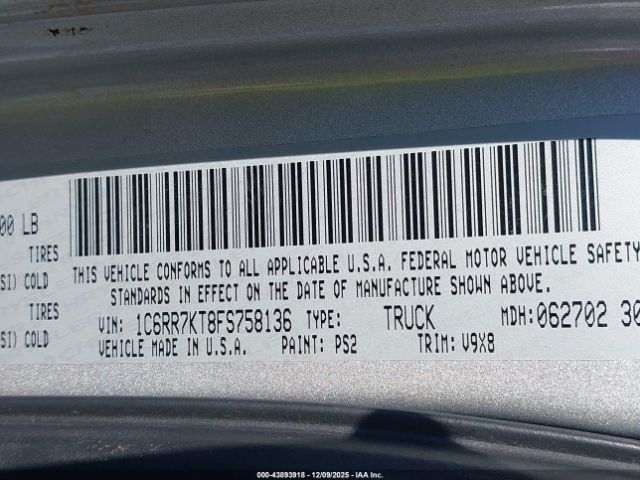 00 LB
TIRES
SI) COLD
TIRES
SI) COLD
THIS VEHICLE CONFORMS TO ALL APPLICABLE U.S.A. FEDERAL MOTOR VEHICLE SAFETY
STANDARDS IN EFFECT ON THE DATE OF MANUFACTURE SHOWN ABOVE.
VIN: 1C6RR7KT8FS758136 TYPE: TRUCK MDH:062702 30
VEHICLE MADE IN U.S.A. PAINT: PS2 TRIM: V9X8
000-43893918 - 12/09/2025 - IAA Inc.